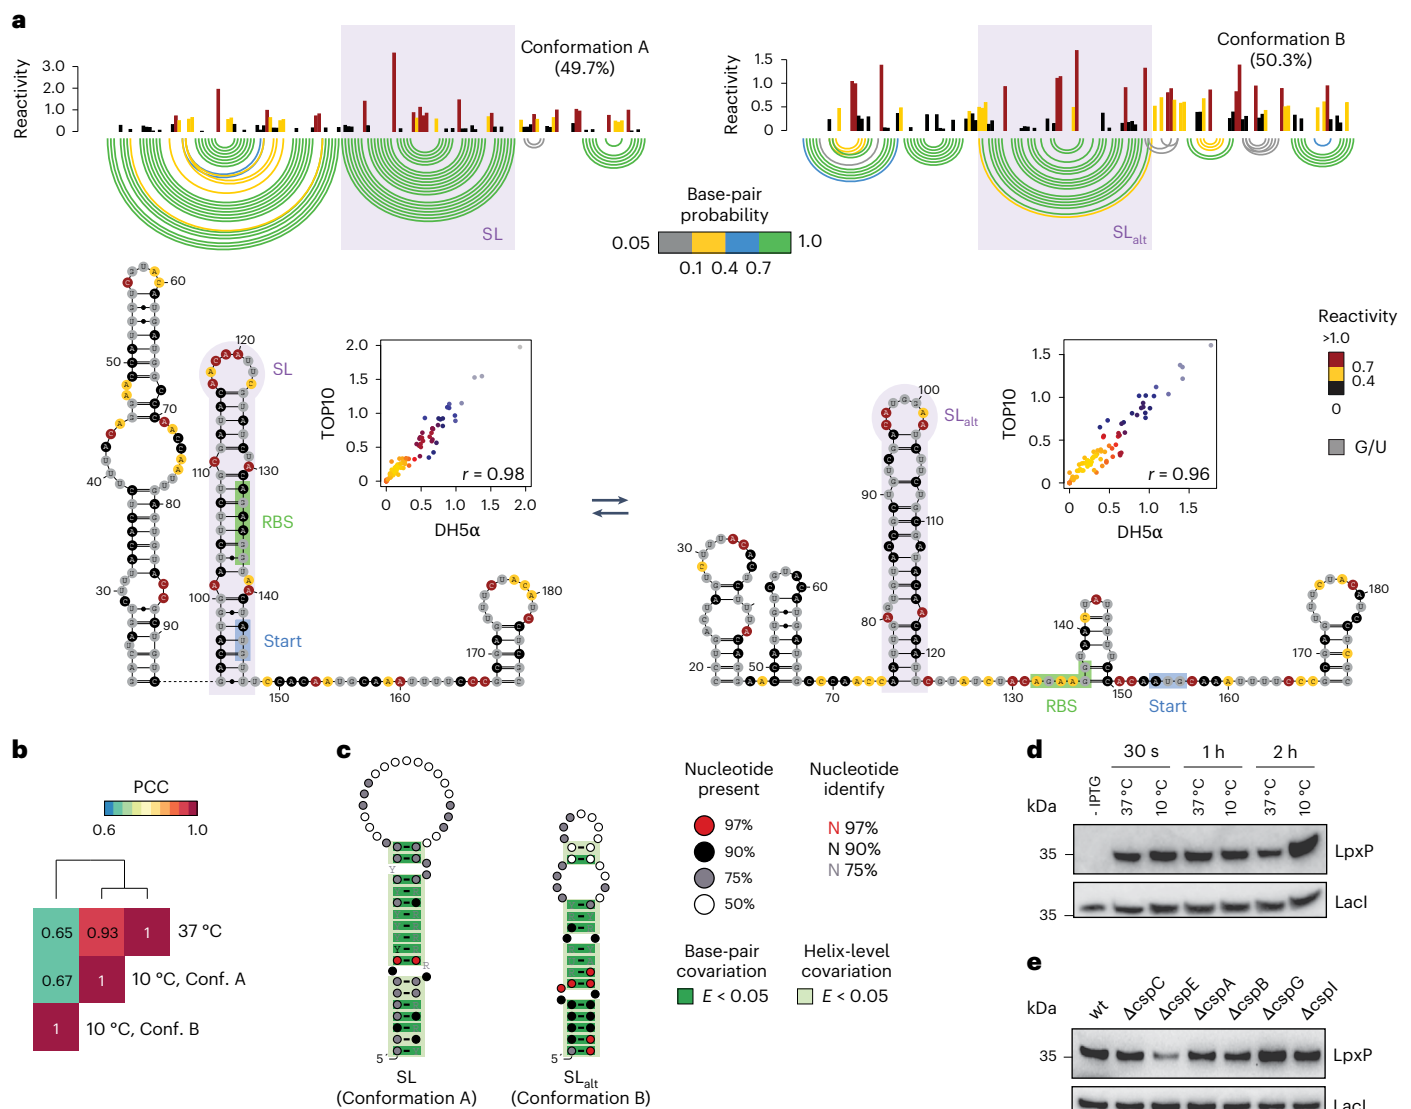 a
Conformation A
(49.7%)
Reactivity
3.0
2.0
1.0
0
SL
Conformation B
(50.3%)
Reactivity
1.5
1.0
0.5
0
SLalt
Base-pair
probability
0.05
1.0
0.1 0.4 0.7
60
50
70
40
80
30
90
120
SL
110
130
RBS
100
140
Start
150
160
170
180
TOP10
2.0
1.5
1.0
0.5
0
r = 0.98
0 0.5 1.0 1.5 2.0
DH5α
100
SLalt
90
110
80
120
30
60
20
50
70
130
140
RBS
150
Start
160
170
180
TOP10
1.5
1.0
0.5
0
r = 0.96
0 0.5 1.0 1.5
DH5α
Reactivity
>1.0
0.7
0.4
0
G/U
b
PCC
0.6
1.0
0.65 0.93 1 37 °C
0.67 1 10 °C, Conf. A
1 10 °C, Conf. B
c
Y
Y
R
5′
SL
(Conformation A)
5′
SLalt
(Conformation B)
Nucleotide
present
97%
90%
75%
50%
Nucleotide
identify
N 97%
N 90%
N 75%
Base-pair
covariation
E < 0.05
Helix-level
covariation
E < 0.05
d
30 s 1 h 2 h
kDa
- IPTG
37 °C
10 °C
37 °C
10 °C
37 °C
10 °C
35
LpxP
35
LacI
e
kDa
wt
ΔcspC
ΔcspE
ΔcspA
ΔcspB
ΔcspG
ΔcspI
35
LpxP
LacI